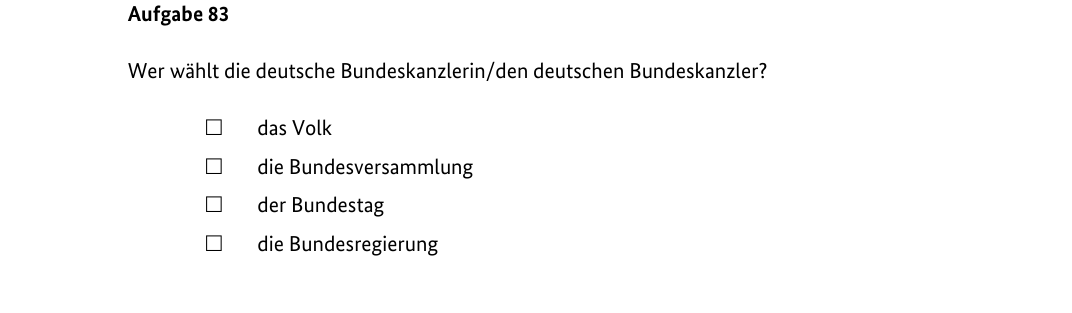 Aufgabe 83
Wer wählt die deutsche Bundeskanzlerin/den deutschen Bundeskanzler?
☐ das Volk
☐ die Bundesversammlung
☐ der Bundestag
☐ die Bundesregierung